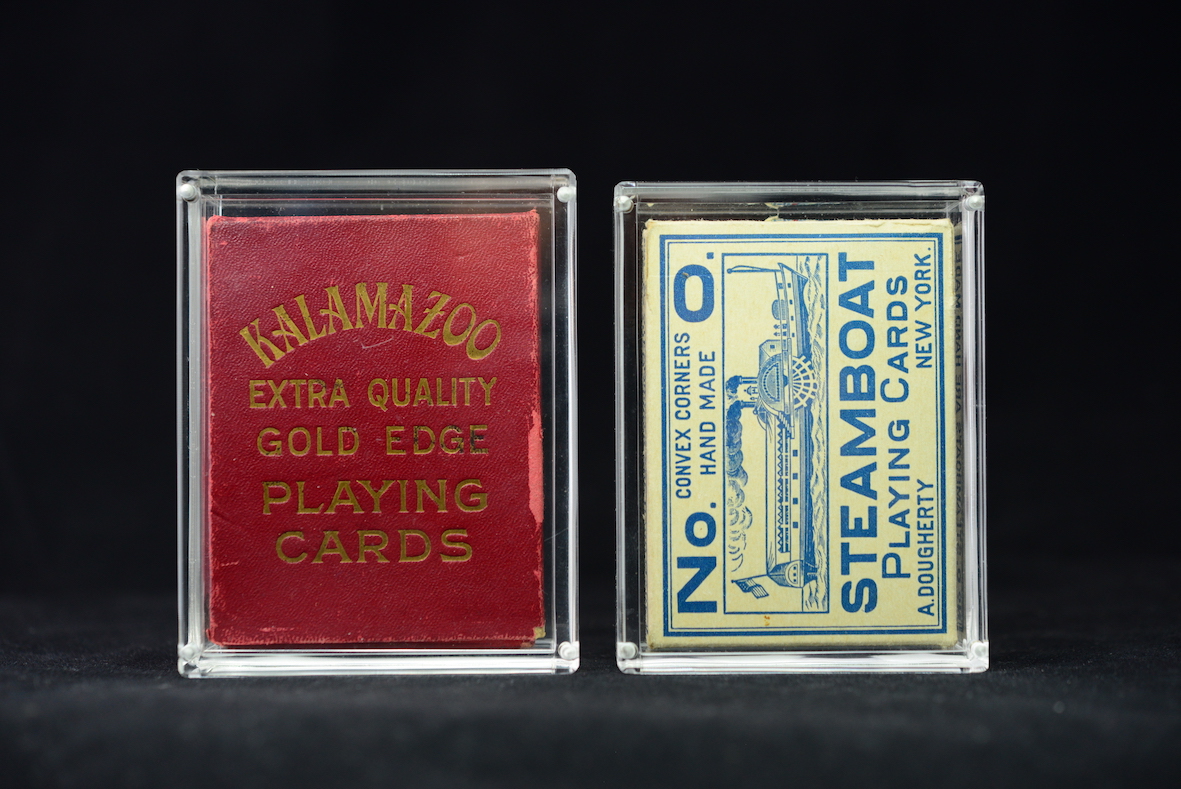 KALAMAZOO
EXTRA QUALITY
GOLD EDGE
PLAYING
CARDS
No. CONVEX CORNERS O.
HAND MADE
STEAMBOAT
PLAYING CARDS
A. DOUGHERTY NEW YORK.